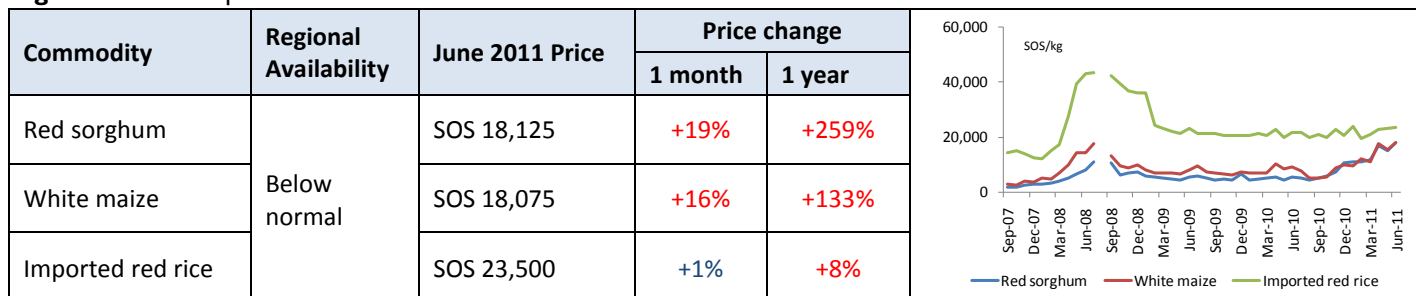 Commodity Regional Availability June 2011 Price Price change
1 month 1 year
Red sorghum Below normal SOS 18,125 +19% +259%
White maize SOS 18,075 +16% +133%
Imported red rice SOS 23,500 +1% +8%
60,000
SOS/kg
40,000
20,000
0
Sep-07 Dec-07 Mar-08 Jun-08 Sep-08 Dec-08 Mar-09 Jun-09 Sep-09 Dec-09 Mar-10 Jun-10 Sep-10 Dec-10 Mar-11 Jun-11
Red sorghum White maize Imported red rice